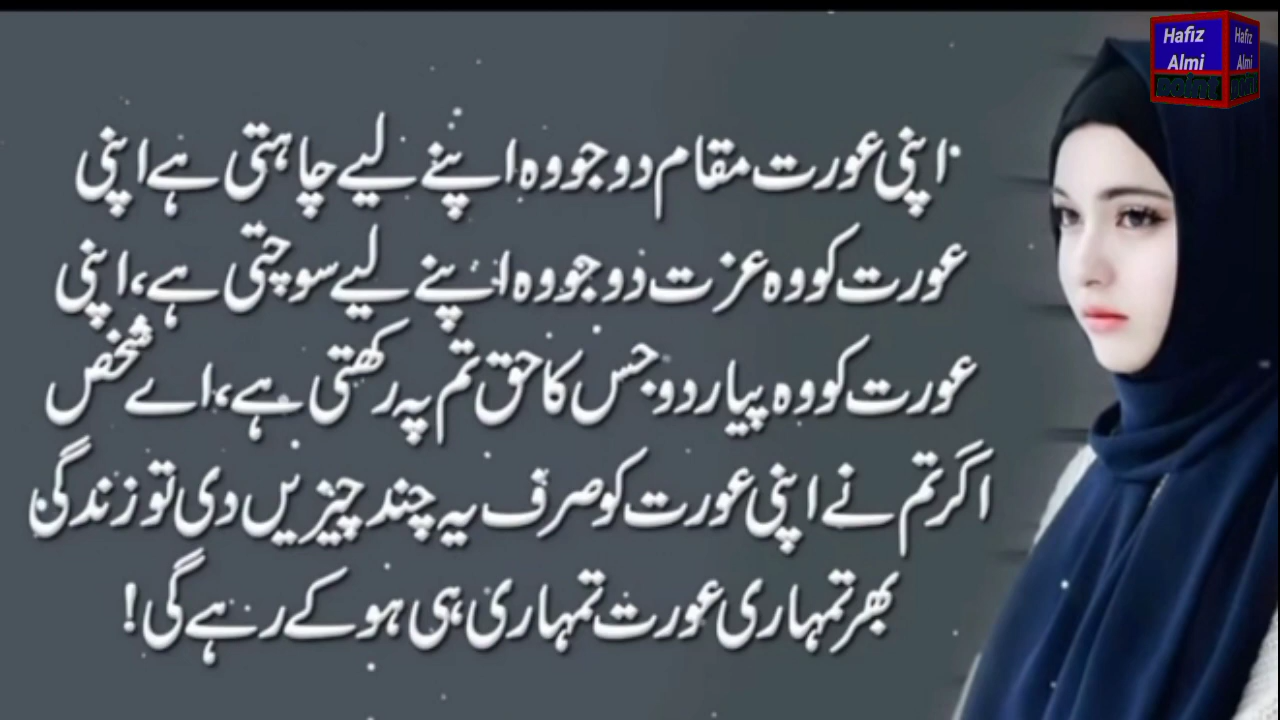 اپنی عورت مقام دو جو وہ اپنے لیے چاہتی ہے اپنی
عورت کو وہ عزت دو جو وہ اپنے لیے سوچتی ہے، اپنی
عورت کو وہ پیار دو جس کا حق تم پہ رکھتی ہے، اے شخص
اگر تم نے اپنی عورت کو صرف یہ چند چیزیں دی تو زندگی
بھر تمہاری عورت تمہاری ہی ہو کے رہے گی!
Hafiz Hafiz
Almi Almi
Point